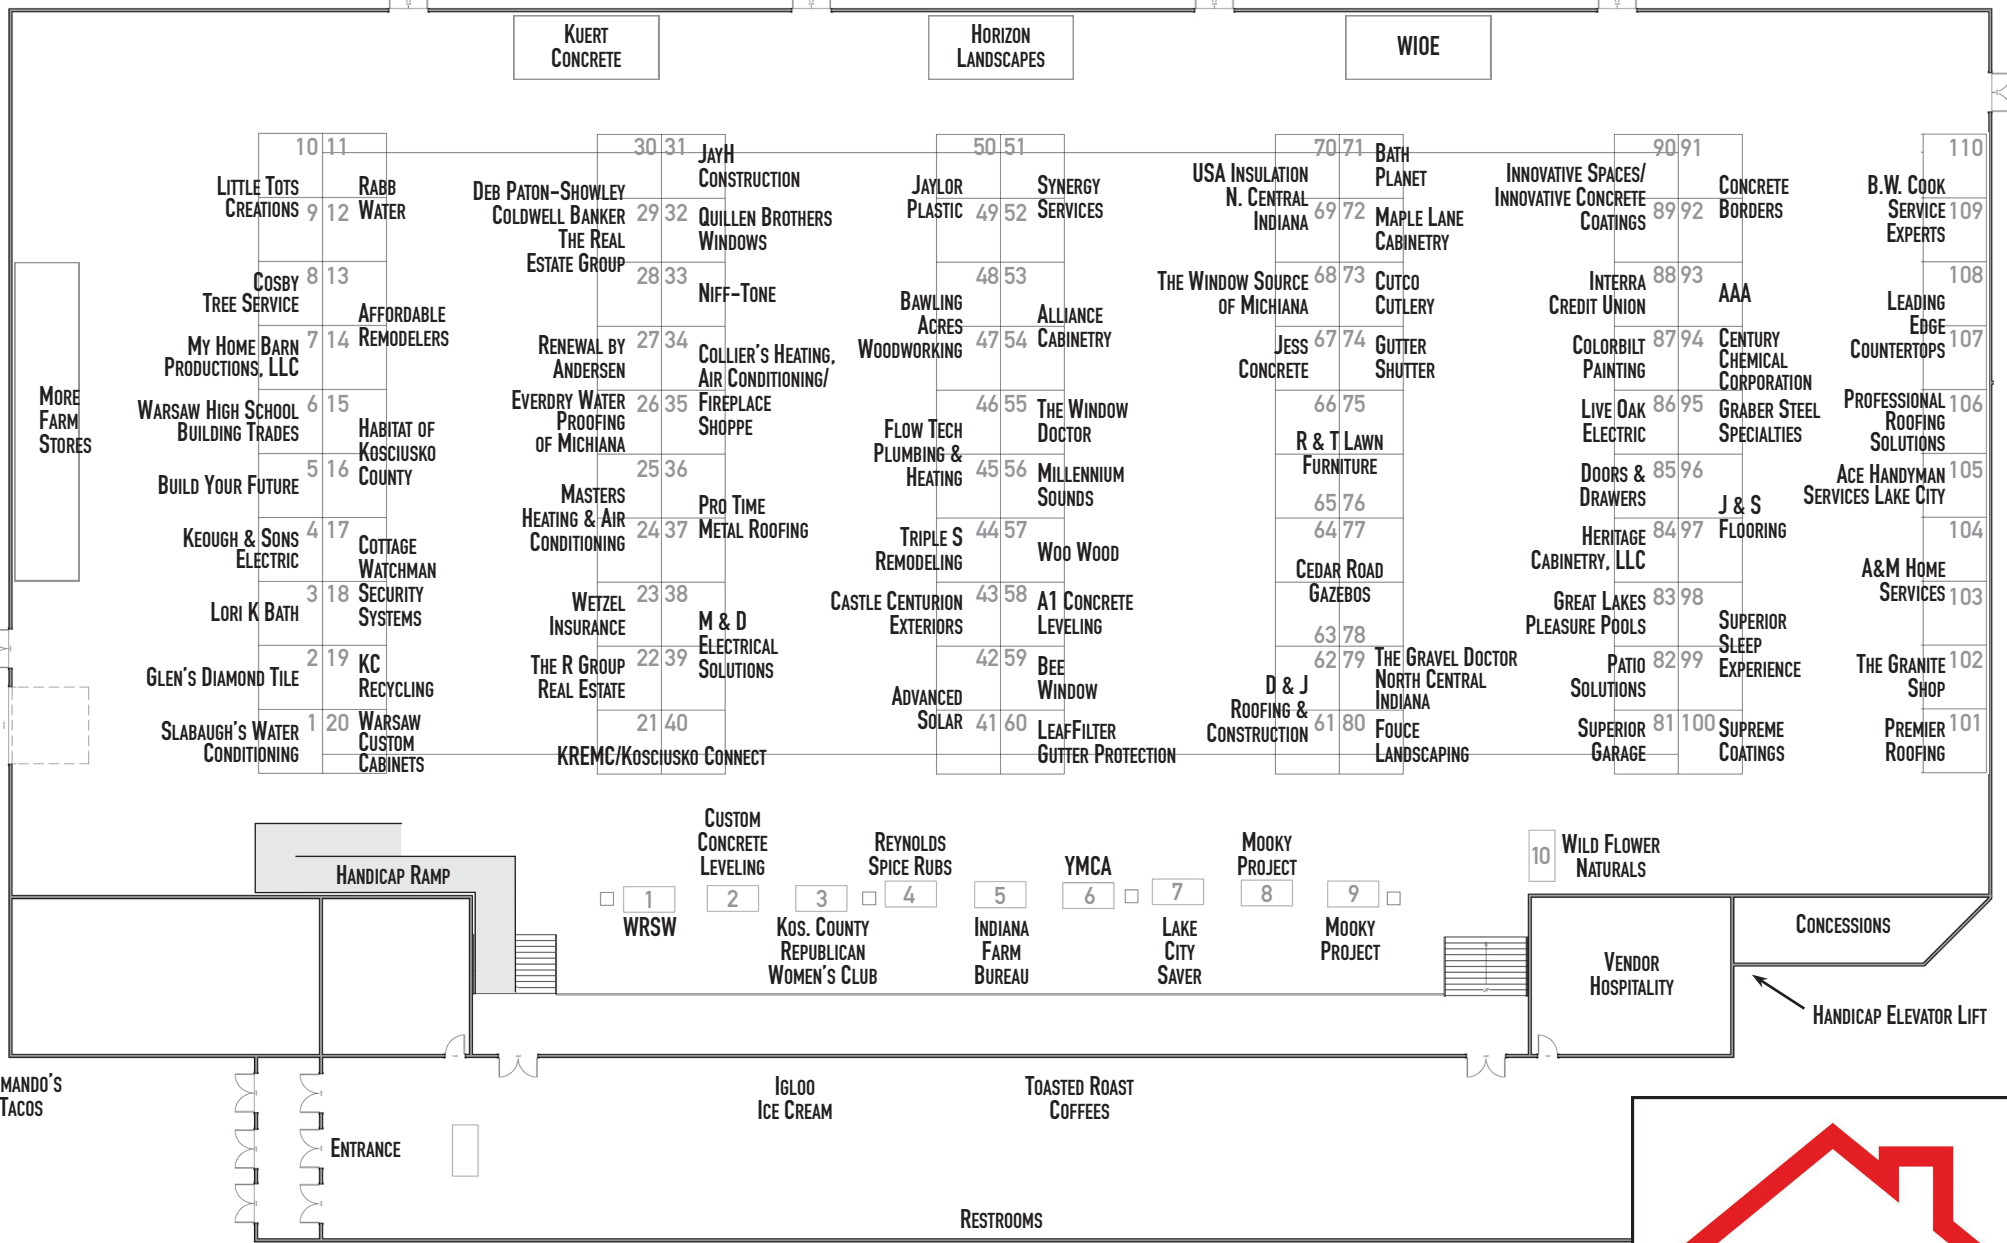 KUERT
CONCRETE
HORIZON
LANDSCAPES
WIOE
MORE
FARM
STORES
10 11
LITTLE TOTS
CREATIONS
9 12
RABB
WATER
COSBY
TREE SERVICE
8 13
MY HOME BARN
PRODUCTIONS, LLC
7 14
AFFORDABLE
REMODELERS
WARSAW HIGH SCHOOL
BUILDING TRADES
6 15
HABITAT OF
KOSCIUSKO
COUNTY
BUILD YOUR FUTURE
5 16
KEOUGH & SONS
ELECTRIC
4 17
COTTAGE
WATCHMAN
SECURITY
SYSTEMS
LORI K BATH
3 18
GLEN'S DIAMOND TILE
2 19
KC
RECYCLING
SLABAUGH'S WATER
CONDITIONING
1 20
WARSAW
CUSTOM
CABINETS
30 31
JAYH
CONSTRUCTION
DEB PATON-SHOWLEY
COLDWELL BANKER
THE REAL
ESTATE GROUP
29 32
QUILLEN BROTHERS
WINDOWS
28 33
NIFF-TONE
RENEWAL BY
ANDERSEN
27 34
COLLIER'S HEATING,
AIR CONDITIONING/
FIREPLACE
SHOPPE
EVERDRY WATER
PROOFING
OF MICHIANA
26 35
25 36
MASTERS
HEATING & AIR
CONDITIONING
24 37
PRO TIME
METAL ROOFING
WETZEL
INSURANCE
23 38
M & D
ELECTRICAL
SOLUTIONS
THE R GROUP
REAL ESTATE
22 39
21 40
KREMC/KOSCIUSKO CONNECT
50 51
JAYLOR
PLASTIC
49 52
SYNERGY
SERVICES
48 53
BAWLING
ACRES
WOODWORKING
47 54
ALLIANCE
CABINETRY
46 55
THE WINDOW
DOCTOR
FLOW TECH
PLUMBING &
HEATING
45 56
MILLENNIUM
SOUNDS
TRIPLE S
REMODELING
44 57
WOO WOOD
CASTLE CENTURION
EXTERIORS
43 58
A1 CONCRETE
LEVELING
42 59
BEE
WINDOW
ADVANCED
SOLAR
41 60
LEAFFILTER
GUTTER PROTECTION
70 71
BATH
PLANET
USA INSULATION
N. CENTRAL
INDIANA
69 72
MAPLE LANE
CABINETRY
THE WINDOW SOURCE
OF MICHIANA
68 73
CUTCO
CUTLERY
JESS
CONCRETE
67 74
GUTTER
SHUTTER
66 75
R & T LAWN
FURNITURE
65 76
64 77
CEDAR ROAD
GAZEBOS
63 78
62 79
THE GRAVEL DOCTOR
NORTH CENTRAL
INDIANA
D & J
ROOFING &
CONSTRUCTION
61 80
FOUCE
LANDSCAPING
90 91
INNOVATIVE SPACES/
INNOVATIVE CONCRETE
COATINGS
89 92
CONCRETE
BORDERS
INTERRA
CREDIT UNION
88 93
AAA
COLORBILT
PAINTING
87 94
CENTURY
CHEMICAL
CORPORATION
LIVE OAK
ELECTRIC
86 95
GRABER STEEL
SPECIALTIES
DOORS &
DRAWERS
85 96
J & S
FLOORING
HERITAGE
CABINETRY, LLC
84 97
GREAT LAKES
PLEASURE POOLS
83 98
SUPERIOR
SLEEP
EXPERIENCE
PATIO
SOLUTIONS
82 99
SUPERIOR
GARAGE
81 100
SUPREME
COATINGS
110
B.W. COOK
SERVICE
EXPERTS
109
108
LEADING
EDGE
COUNTERTOPS
107
PROFESSIONAL
ROOFING
SOLUTIONS
106
ACE HANDYMAN
SERVICES LAKE CITY
105
104
A&M HOME
SERVICES
103
THE GRANITE
SHOP
102
PREMIER
ROOFING
101
HANDICAP RAMP
1
WRSW
CUSTOM
CONCRETE
LEVELING
2
3
KOS. COUNTY
REPUBLICAN
WOMEN'S CLUB
REYNOLDS
SPICE RUBS
4
5
INDIANA
FARM
BUREAU
YMCA
6
7
LAKE
CITY
SAVER
MOOKY
PROJECT
8
9
MOOKY
PROJECT
10
WILD FLOWER
NATURALS
CONCESSIONS
VENDOR
HOSPITALITY
UP
HANDICAP ELEVATOR LIFT
MANDO'S
TACOS
IGLOO
ICE CREAM
TOASTED ROAST
COFFEES
ENTRANCE
RESTROOMS